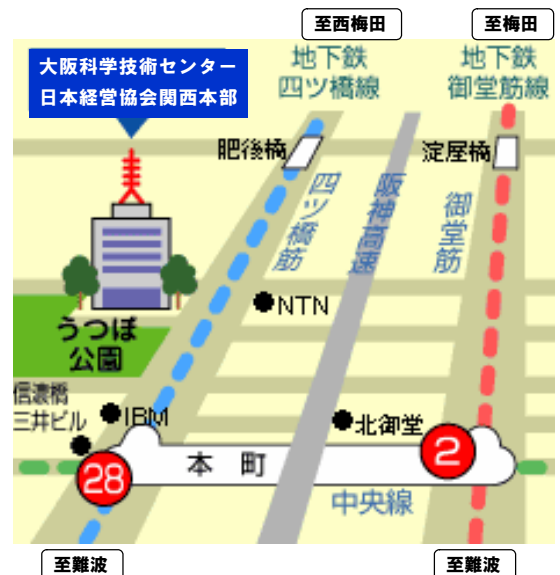 至西梅田
至梅田
大阪科学技術センター
日本経営協会関西本部
地下鉄
四ツ橋線
地下鉄
御堂筋線
肥後橋
淀屋橋
四ツ橋筋
阪神高速
御堂筋
NTN
うつぼ
公園
信濃橋
三井ビル
IBM
北御堂
2
28
本町
中央線
至難波
至難波